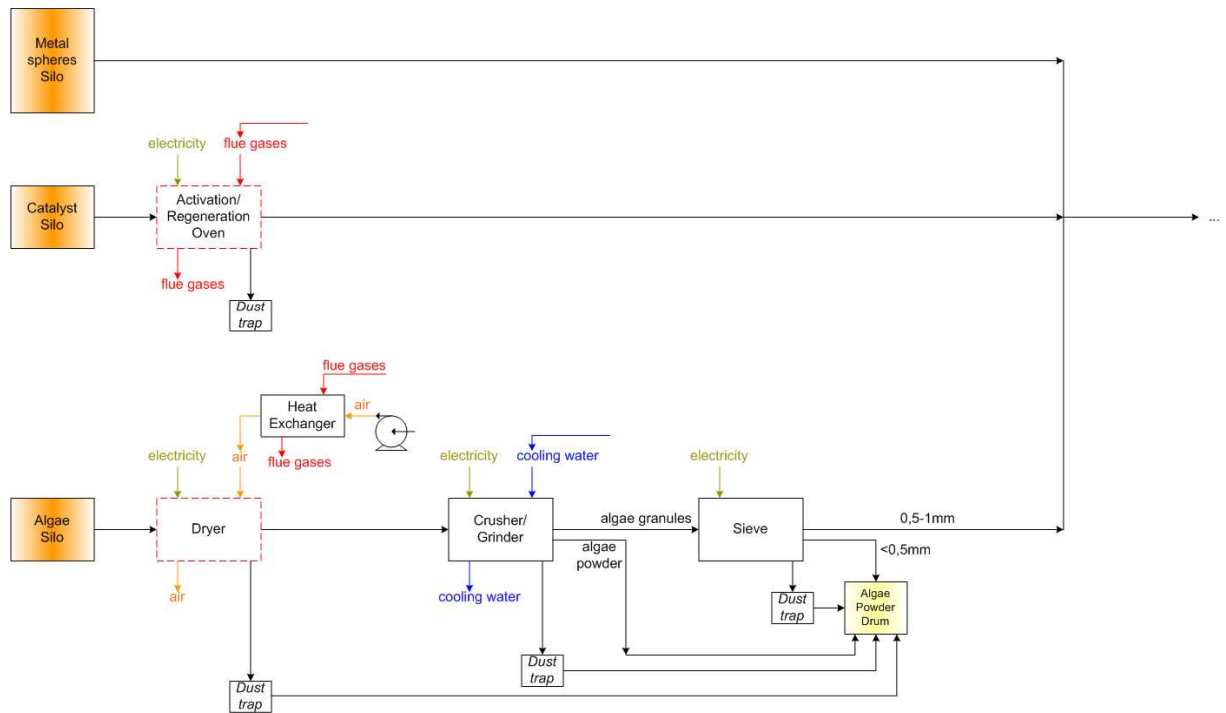 Metal
spheres
Silo
electricity
flue gases
Catalyst
Silo
Activation/
Regeneration
Oven
...
flue gases
Dust
trap
flue gases
Heat
Exchanger
air
electricity
air
flue gases
electricity
cooling water
electricity
Algae
Silo
Dryer
Crusher/
Grinder
algae granules
Sieve
0,5-1mm
algae
powder
<0,5mm
air
cooling water
Dust
trap
Algae
Powder
Drum
Dust
trap
Dust
trap